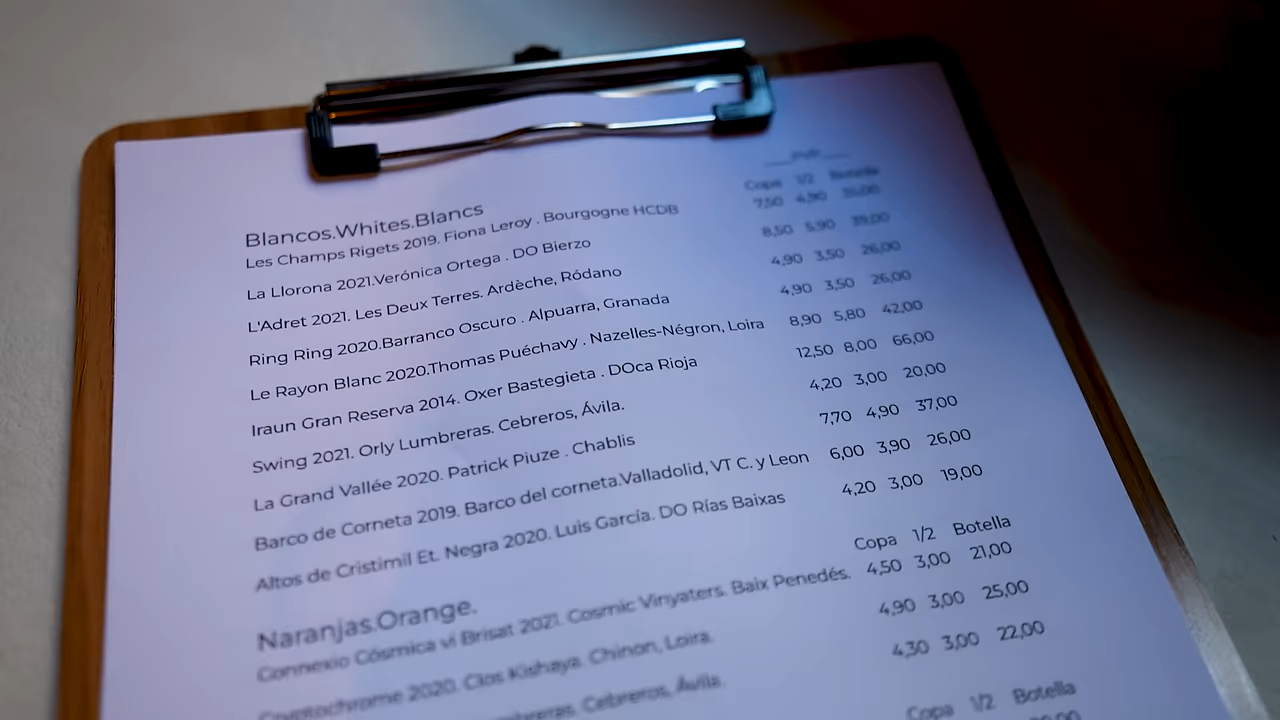 Copa 1/2 Botella
Blancos.Whites.Blancs
Les Champs Rigets 2019. Fiona Leroy . Bourgogne HCDB 7,50 4,90
La Llorona 2021.Verónica Ortega . DO Bierzo 8,50 5,90 39,00
L'Adret 2021. Les Deux Terres. Ardèche, Ródano 4,90 3,50 26,00
Ring Ring 2020.Barranco Oscuro . Alpuarra, Granada 4,90 3,50 26,00
Le Rayon Blanc 2020.Thomas Puéchavy . Nazelles-Négron, Loira 8,90 5,80 42,00
Iraun Gran Reserva 2014. Oxer Bastegieta . DOca Rioja 12,50 8,00 66,00
Swing 2021. Orly Lumbreras. Cebreros, Ávila. 4,20 3,00 20,00
La Grand Vallée 2020. Patrick Piuze . Chablis 7,70 4,90 37,00
Barco de Corneta 2019. Barco del corneta.Valladolid, VT C. y Leon 6,00 3,90 26,00
Altos de Cristimil Et. Negra 2020. Luis García. DO Rías Baixas 4,20 3,00 19,00
Copa 1/2 Botella
Naranjas.Orange.
Connexio Cósmica vi Brisat 2021. Cosmic Vinyaters. Baix Penedés. 4,50 3,00 21,00
Cryptochrome 2020. Clos Kishaya. Chinon, Loira. 4,90 3,00 25,00
Cebreros, Ávila 4,30 3,00 22,00
Copa 1/2 Botella